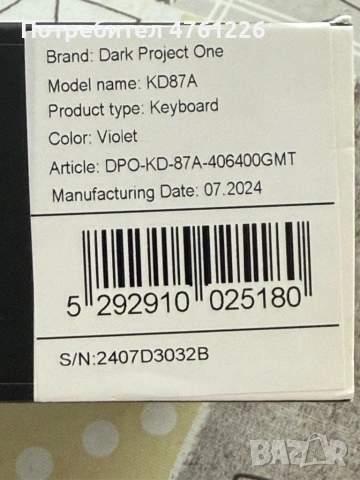 Потребител 4761226
Brand: Dark Project One
Model name: KD87A
Product type: Keyboard
Color: Violet
Article: DPO-KD-87A-406400GMT
Manufacturing Date: 07.2024
5 292910 025180
S/N:2407D3032B
BAZAR